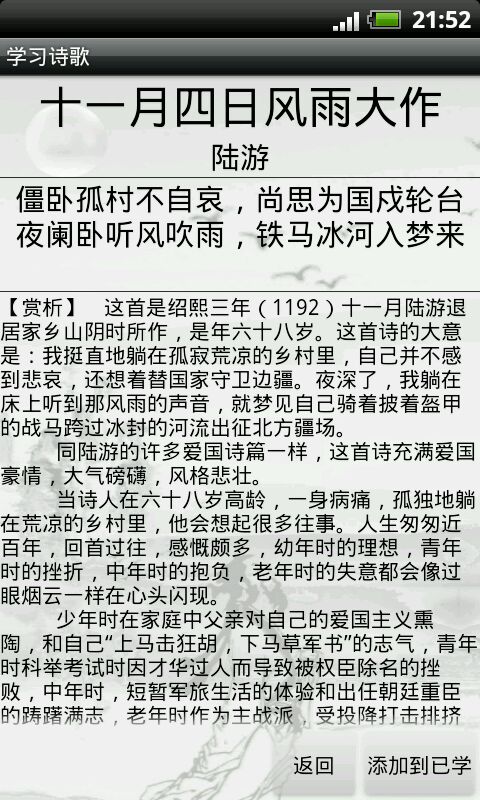 21:52
学习诗歌
十一月四日风雨大作
陆游
僵卧孤村不自哀，尚思为国戍轮台
夜阑卧听风吹雨，铁马冰河入梦来
【赏析】 这首是绍熙三年（1192）十一月陆游退
居家乡山阴时所作，是年六十八岁。这首诗的大意
是：我挺直地躺在孤寂荒凉的乡村里，自己并不感
到悲哀，还想着替国家守卫边疆。夜深了，我躺在
床上听到那风雨的声音，就梦见自己骑着披着盔甲
的战马跨过冰封的河流出征北方疆场。
同陆游的许多爱国诗篇一样，这首诗充满爱国
豪情，大气磅礴，风格悲壮。
当诗人在六十八岁高龄，一身病痛，孤独地躺
在荒凉的乡村里，他会想起很多往事。人生匆匆近
百年，回首过往，感慨颇多，幼年时的理想，青年
时的挫折，中年时的抱负，老年时的失意都会像过
眼烟云一样在心头闪现。
少年时在家庭中父亲对自己的爱国主义熏
陶，和自己“上马击狂胡，下马草军书”的志气，青年
时科举考试时因才华过人而导致被权臣除名的挫
败，中年时，短暂军旅生活的体验和出任朝廷重臣
的踌躇满志，老年时作为主战派，受投降打击排挤
返回
添加到已学